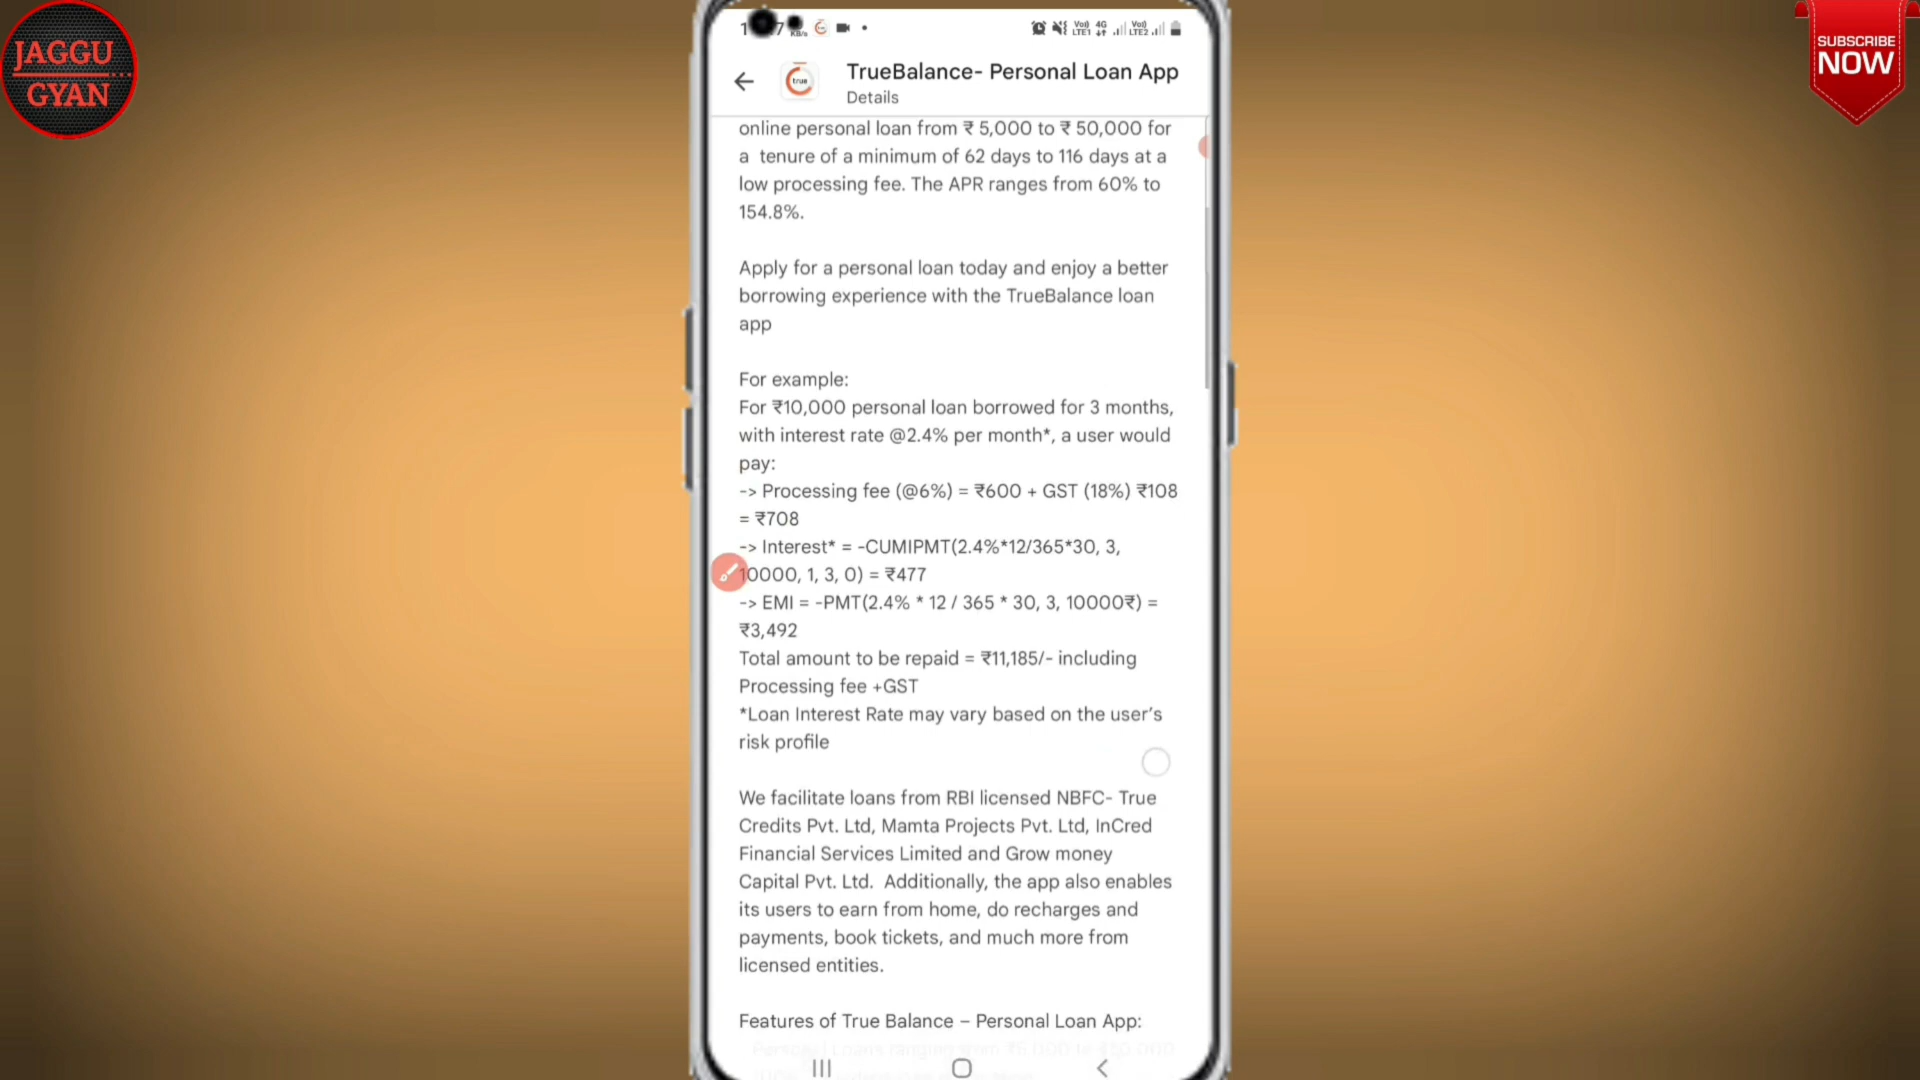 JAGGU
GYAN
SUBSCRIBE
NOW
KB/s
Vo)) 4G Vo))
LTE1 LTE2
TrueBalance- Personal Loan App
true
Details
online personal loan from ₹ 5,000 to ₹ 50,000 for
a tenure of a minimum of 62 days to 116 days at a
low processing fee. The APR ranges from 60% to
154.8%.
Apply for a personal loan today and enjoy a better
borrowing experience with the TrueBalance loan
app
For example:
For ₹10,000 personal loan borrowed for 3 months,
with interest rate @2.4% per month*, a user would
pay:
-> Processing fee (@6%) = ₹600 + GST (18%) ₹108
= ₹708
-> Interest* = -CUMIPMT(2.4%*12/365*30, 3,
10000, 1, 3, 0) = ₹477
-> EMI = -PMT(2.4% * 12 / 365 * 30, 3, 10000₹) =
₹3,492
Total amount to be repaid = ₹11,185/- including
Processing fee +GST
*Loan Interest Rate may vary based on the user’s
risk profile
We facilitate loans from RBI licensed NBFC- True
Credits Pvt. Ltd, Mamta Projects Pvt. Ltd, InCred
Financial Services Limited and Grow money
Capital Pvt. Ltd. Additionally, the app also enables
its users to earn from home, do recharges and
payments, book tickets, and much more from
licensed entities.
Features of True Balance – Personal Loan App: